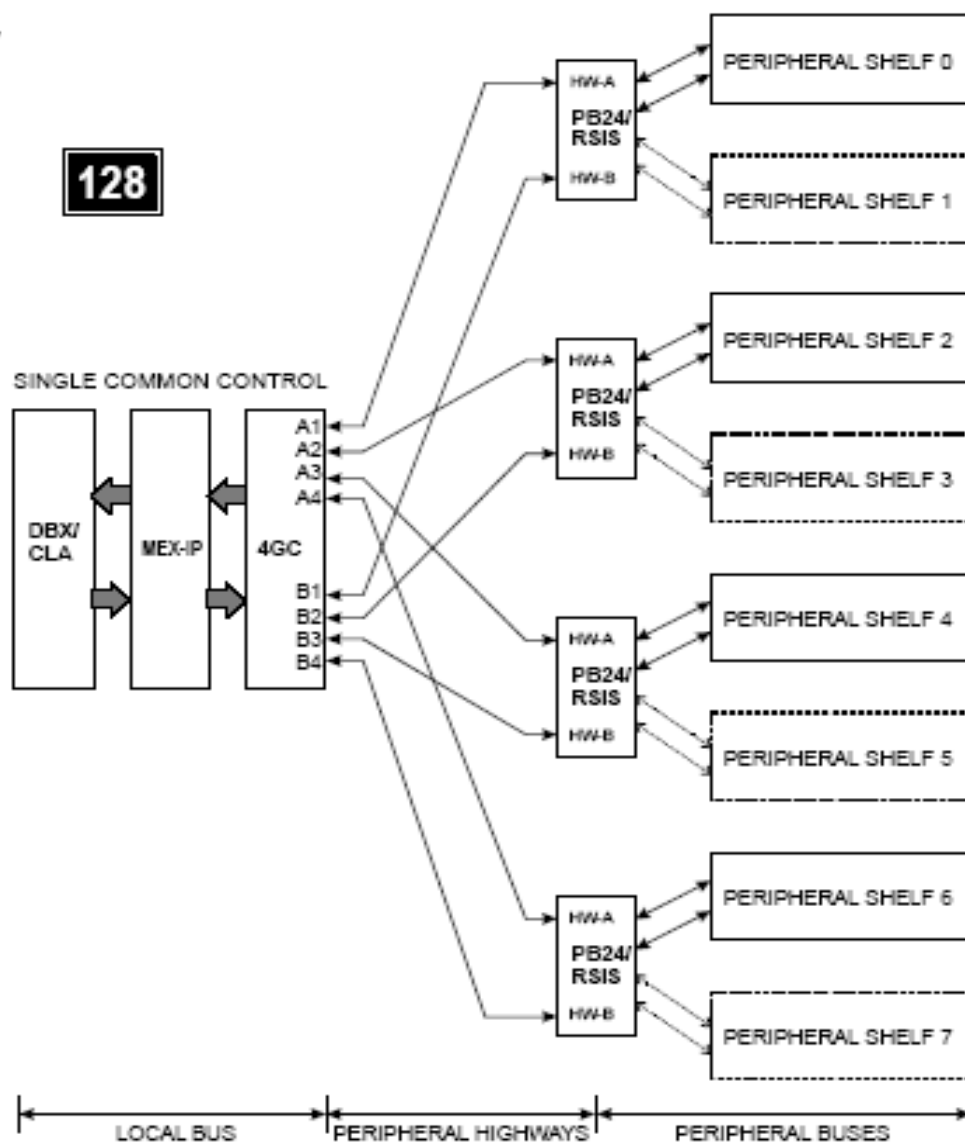 128
SINGLE COMMON CONTROL
DBX/
CLA
MEX-IP
4GC
A1
A2
A3
A4
B1
B2
B3
B4
HW-A
PB24/
RSIS
HW-B
PERIPHERAL SHELF 0
PERIPHERAL SHELF 1
HW-A
PB24/
RSIS
HW-B
PERIPHERAL SHELF 2
PERIPHERAL SHELF 3
HW-A
PB24/
RSIS
HW-B
PERIPHERAL SHELF 4
PERIPHERAL SHELF 5
HW-A
PB24/
RSIS
HW-B
PERIPHERAL SHELF 6
PERIPHERAL SHELF 7
LOCAL BUS
PERIPHERAL HIGHWAYS
PERIPHERAL BUSES